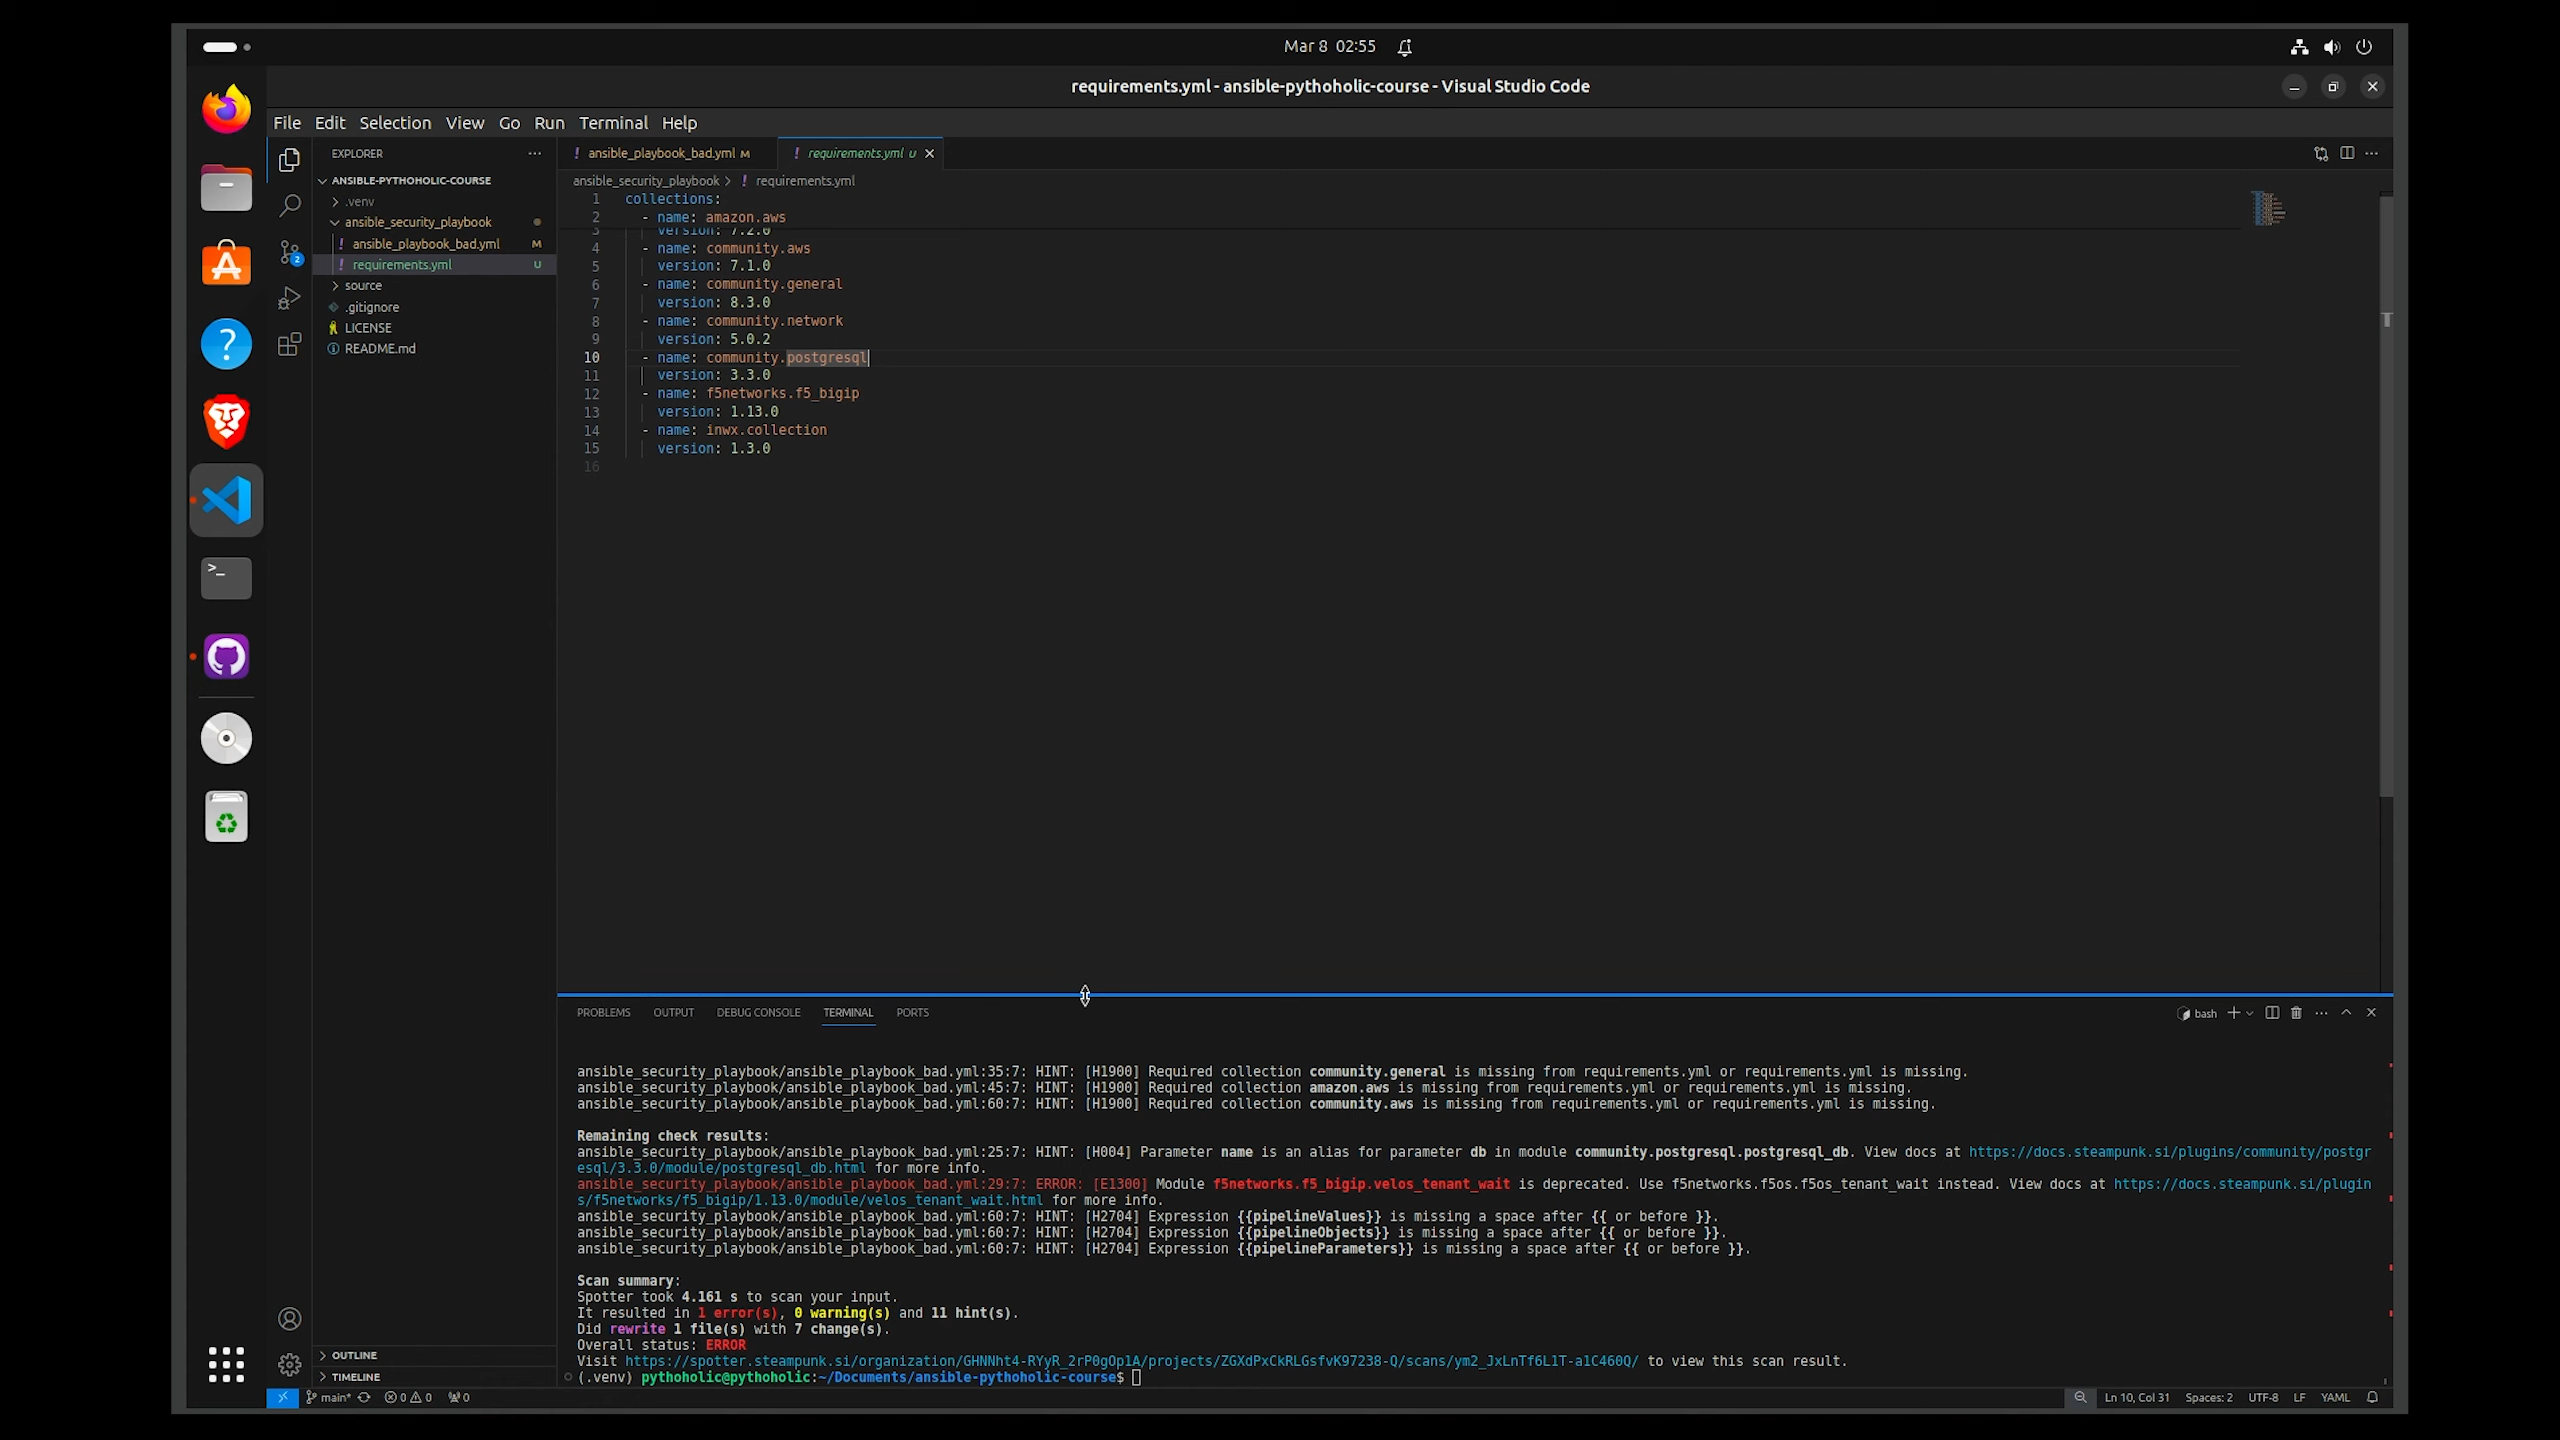 Mar 8 02:55
requirements.yml - ansible-pythoholic-course - Visual Studio Code
File Edit Selection View Go Run Terminal Help
EXPLORER
ansible_playbook_bad.yml M
requirements.yml U
ANSIBLE-PYTHOHOLIC-COURSE
.venv
ansible_security_playbook
ansible_playbook_bad.yml M
requirements.yml U
source
.gitignore
LICENSE
README.md
2
ansible_security_playbook > requirements.yml
1 collections:
2 - name: amazon.aws
3 version: 7.2.0
4 - name: community.aws
5 version: 7.1.0
6 - name: community.general
7 version: 8.3.0
8 - name: community.network
9 version: 5.0.2
10 - name: community.postgresql
11 version: 3.3.0
12 - name: f5networks.f5_bigip
13 version: 1.13.0
14 - name: inwx.collection
15 version: 1.3.0
16
PROBLEMS OUTPUT DEBUG CONSOLE TERMINAL PORTS
bash
ansible_security_playbook/ansible_playbook_bad.yml:35:7: HINT: [H1900] Required collection community.general is missing from requirements.yml or requirements.yml is missing.
ansible_security_playbook/ansible_playbook_bad.yml:45:7: HINT: [H1900] Required collection amazon.aws is missing from requirements.yml or requirements.yml is missing.
ansible_security_playbook/ansible_playbook_bad.yml:60:7: HINT: [H1900] Required collection community.aws is missing from requirements.yml or requirements.yml is missing.
Remaining check results:
ansible_security_playbook/ansible_playbook_bad.yml:25:7: HINT: [H004] Parameter name is an alias for parameter db in module community.postgresql.postgresql_db. View docs at https://docs.steampunk.si/plugins/community/postgr
esql/3.3.0/module/postgresql_db.html for more info.
ansible_security_playbook/ansible_playbook_bad.yml:29:7: ERROR: [E1300] Module f5networks.f5_bigip.velos_tenant_wait is deprecated. Use f5networks.f5os.f5os_tenant_wait instead. View docs at https://docs.steampunk.si/plugin
s/f5networks/f5_bigip/1.13.0/module/velos_tenant_wait.html for more info.
ansible_security_playbook/ansible_playbook_bad.yml:60:7: HINT: [H2704] Expression {{pipelineValues}} is missing a space after {{ or before }}.
ansible_security_playbook/ansible_playbook_bad.yml:60:7: HINT: [H2704] Expression {{pipelineObjects}} is missing a space after {{ or before }}.
ansible_security_playbook/ansible_playbook_bad.yml:60:7: HINT: [H2704] Expression {{pipelineParameters}} is missing a space after {{ or before }}.
Scan summary:
Spotter took 4.161 s to scan your input.
It resulted in 1 error(s), 0 warning(s) and 11 hint(s).
Did rewrite 1 file(s) with 7 change(s).
Overall status: ERROR
Visit https://spotter.steampunk.si/organization/GHNNht4-RYyR_2rP0gOp1A/projects/ZGXdPxCkRLGsfvK97238-Q/scans/ym2_JxLnTf6L1T-a1C460Q/ to view this scan result.
(.venv) pythoholic@pythoholic:~/Documents/ansible-pythoholic-course$
OUTLINE
TIMELINE
main* 0 0 0
Ln 10, Col 31 Spaces: 2 UTF-8 LF YAML